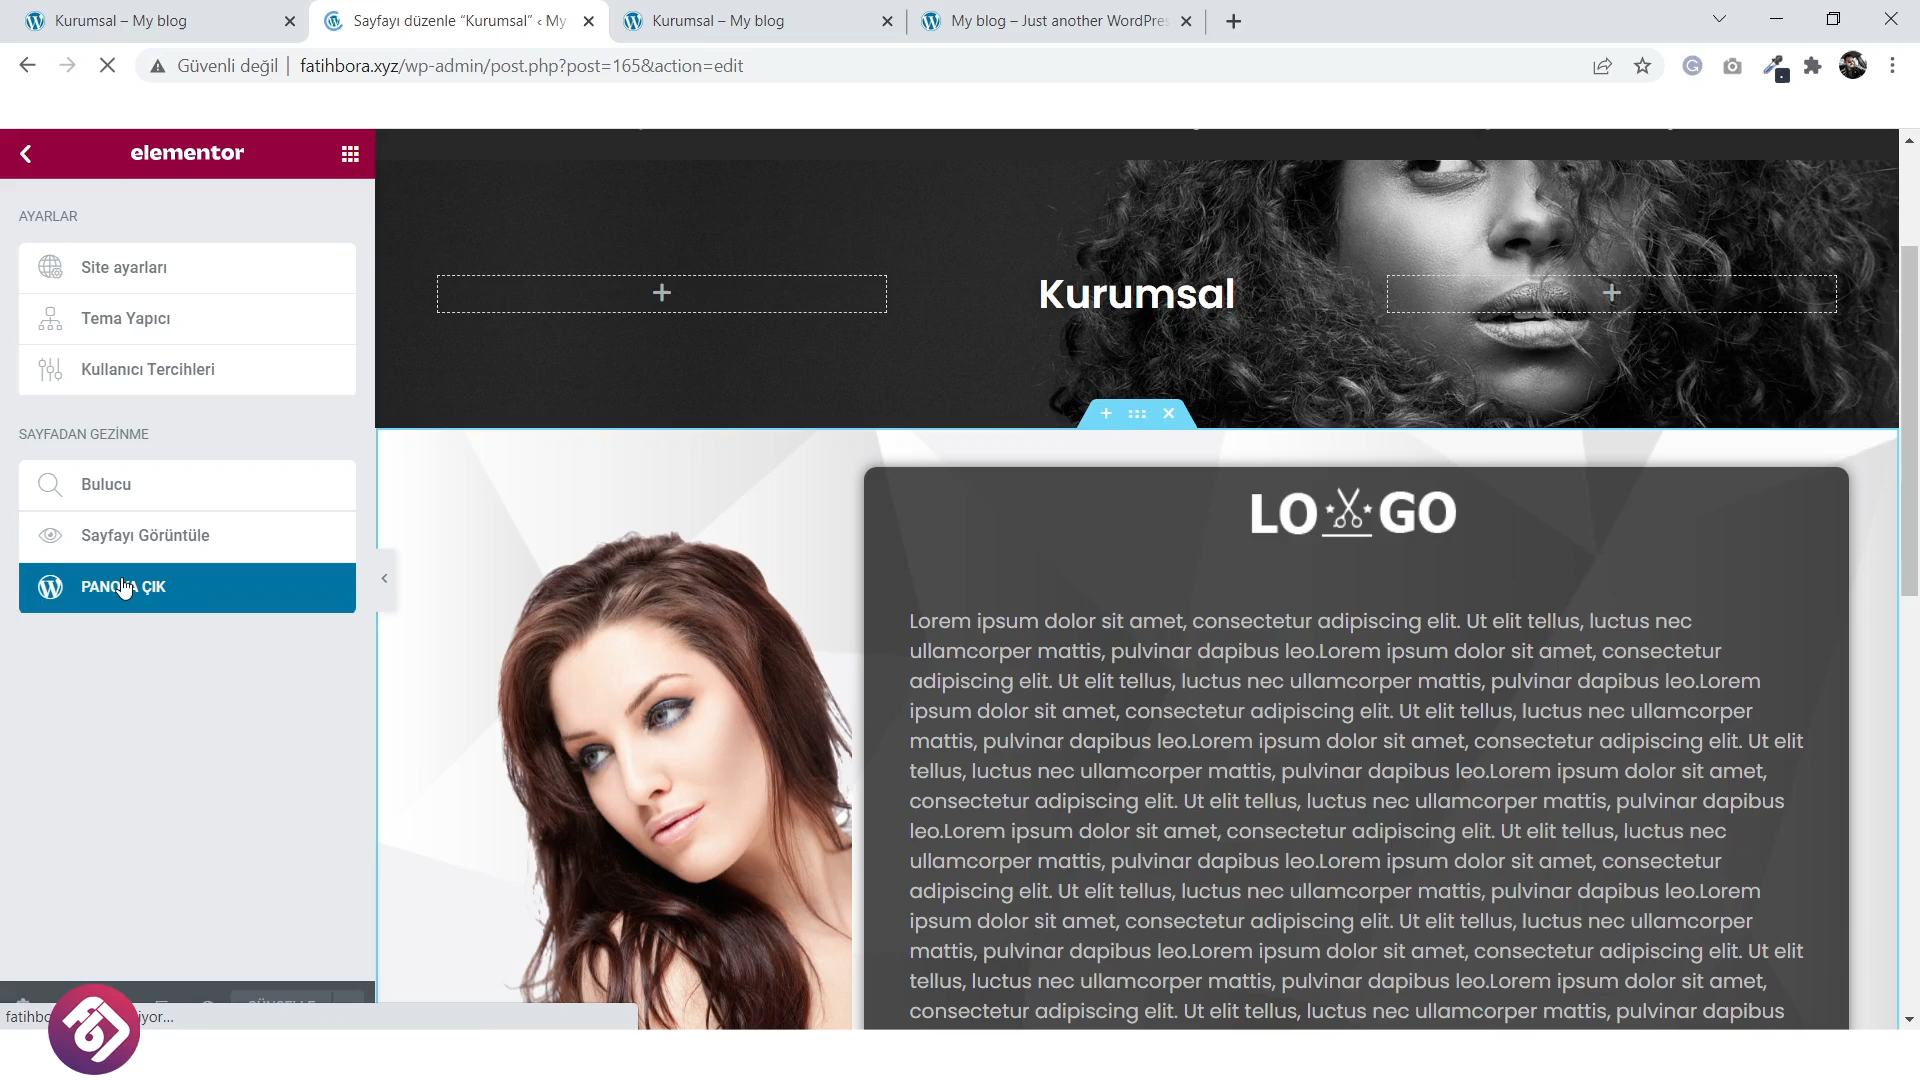 Kurumsal – My blog
Sayfayı düzenle “Kurumsal” ‹ My
Kurumsal – My blog
My blog – Just another WordPres
Güvenli değil
fatihbora.xyz/wp-admin/post.php?post=165&action=edit
elementor
AYARLAR
Site ayarları
Tema Yapıcı
Kullanıcı Tercihleri
SAYFADAN GEZİNME
Bulucu
Sayfayı Görüntüle
ÇIK
Kurumsal
LO GO
Lorem ipsum dolor sit amet, consectetur adipiscing elit. Ut elit tellus, luctus nec
ullamcorper mattis, pulvinar dapibus leo.Lorem ipsum dolor sit amet, consectetur
adipiscing elit. Ut elit tellus, luctus nec ullamcorper mattis, pulvinar dapibus leo.Lorem
ipsum dolor sit amet, consectetur adipiscing elit. Ut elit tellus, luctus nec ullamcorper
mattis, pulvinar dapibus leo.Lorem ipsum dolor sit amet, consectetur adipiscing elit. Ut elit
tellus, luctus nec ullamcorper mattis, pulvinar dapibus leo.Lorem ipsum dolor sit amet,
consectetur adipiscing elit. Ut elit tellus, luctus nec ullamcorper mattis, pulvinar dapibus
leo.Lorem ipsum dolor sit amet, consectetur adipiscing elit. Ut elit tellus, luctus nec
ullamcorper mattis, pulvinar dapibus leo.Lorem ipsum dolor sit amet, consectetur
adipiscing elit. Ut elit tellus, luctus nec ullamcorper mattis, pulvinar dapibus leo.Lorem
ipsum dolor sit amet, consectetur adipiscing elit. Ut elit tellus, luctus nec ullamcorper
mattis, pulvinar dapibus leo.Lorem ipsum dolor sit amet, consectetur adipiscing elit. Ut elit
tellus, luctus nec ullamcorper mattis, pulvinar dapibus leo.Lorem ipsum dolor sit amet,
consectetur adipiscing elit. Ut elit tellus, luctus nec ullamcorper mattis, pulvinar dapibus